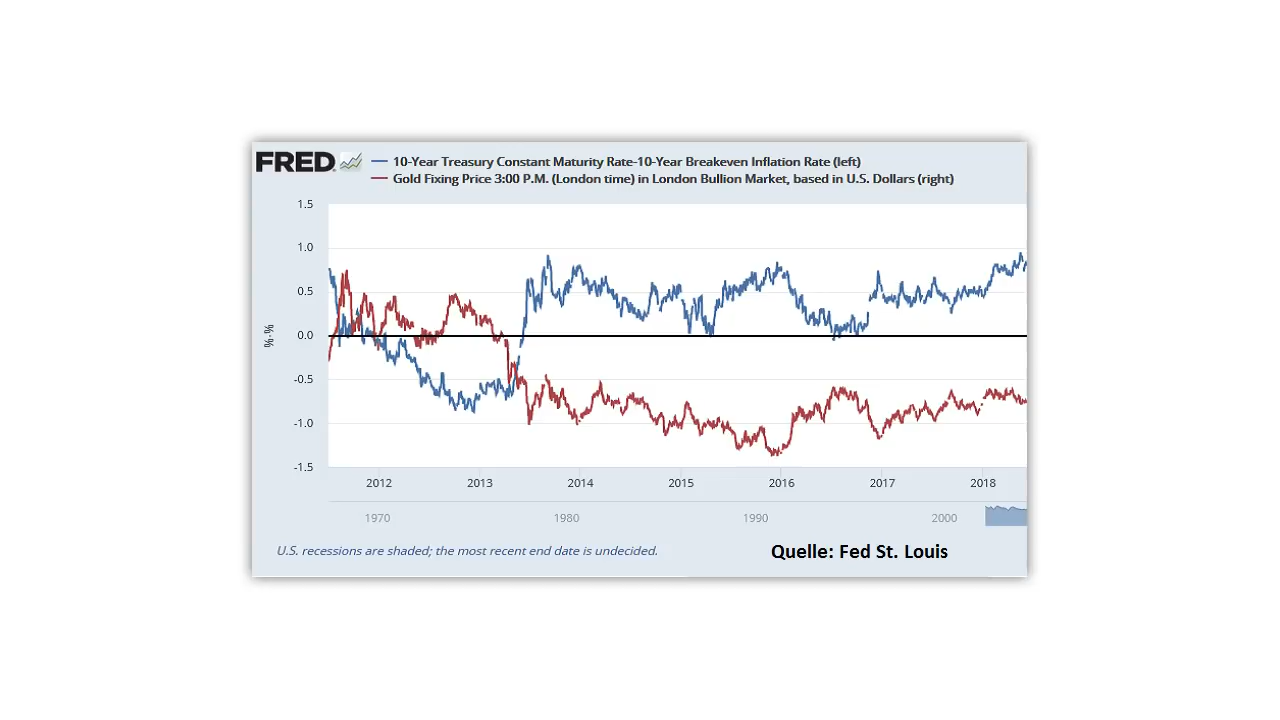 FRED
10-Year Treasury Constant Maturity Rate-10-Year Breakeven Inflation Rate (left)
Gold Fixing Price 3:00 P.M. (London time) in London Bullion Market, based in U.S. Dollars (right)
1.5
1.0
0.5
0.0
-0.5
-1.0
-1.5
%-%
2012 2013 2014 2015 2016 2017 2018
1970 1980 1990 2000
U.S. recessions are shaded; the most recent end date is undecided.
Quelle: Fed St. Louis